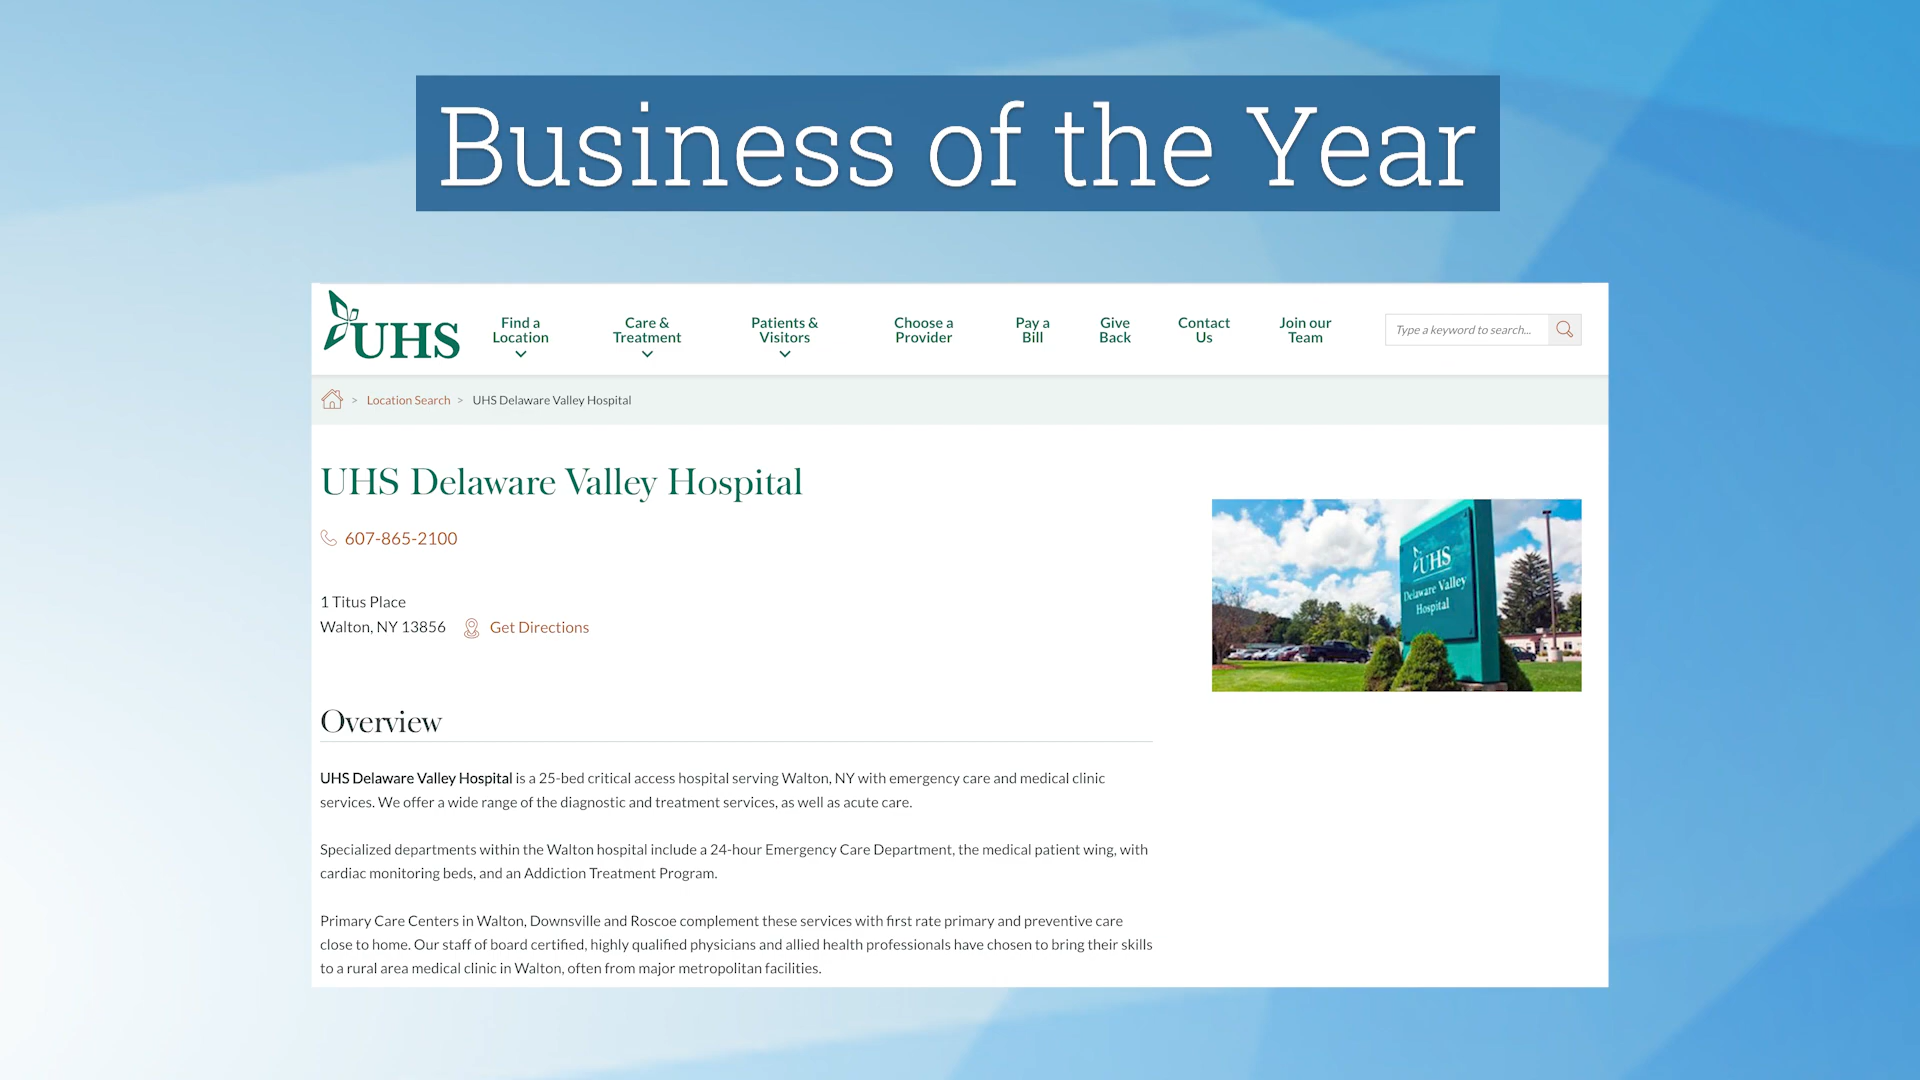 Business of the Year
UHS
Find a Location
Care & Treatment
Patients & Visitors
Choose a Provider
Pay a Bill
Give Back
Contact Us
Join our Team
Type a keyword to search...
> Location Search > UHS Delaware Valley Hospital
UHS Delaware Valley Hospital
607-865-2100
1 Titus Place
Walton, NY 13856 Get Directions
UHS
Delaware Valley
Hospital
Overview
UHS Delaware Valley Hospital is a 25-bed critical access hospital serving Walton, NY with emergency care and medical clinic
services. We offer a wide range of the diagnostic and treatment services, as well as acute care.
Specialized departments within the Walton hospital include a 24-hour Emergency Care Department, the medical patient wing, with
cardiac monitoring beds, and an Addiction Treatment Program.
Primary Care Centers in Walton, Downsville and Roscoe complement these services with first rate primary and preventive care
close to home. Our staff of board certified, highly qualified physicians and allied health professionals have chosen to bring their skills
to a rural area medical clinic in Walton, often from major metropolitan facilities.